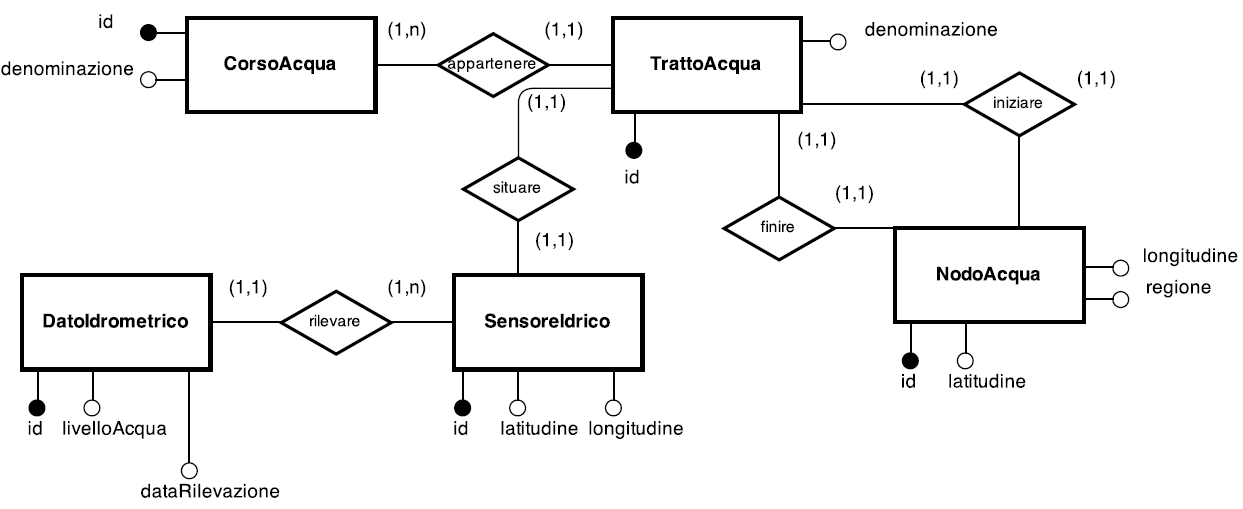 id
(1,n)
(1,1)
denominazione
denominazione
CorsoAcqua
appartenere
TrattoAcqua
(1,1)
(1,1)
iniziare
(1,1)
(1,1)
id
situare
(1,1)
finire
(1,1)
longitudine
NodoAcqua
regione
(1,1)
(1,n)
DatoIdrometrico
rilevare
SensoreIdrico
id
latitudine
id
livelloAcqua
id
latitudine
longitudine
dataRilevazione